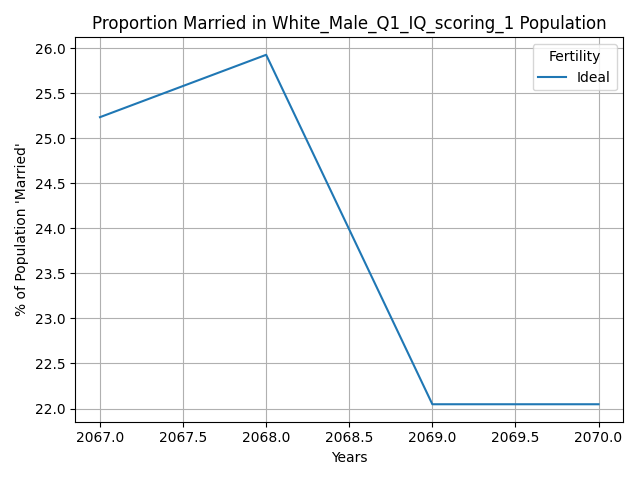 Proportion Married in White_Male_Q1_IQ_scoring_1 Population
26.0
25.5
25.0
24.5
24.0
23.5
23.0
22.5
22.0
% of Population 'Married'
Fertility
Ideal
2067.0 2067.5 2068.0 2068.5 2069.0 2069.5 2070.0
Years